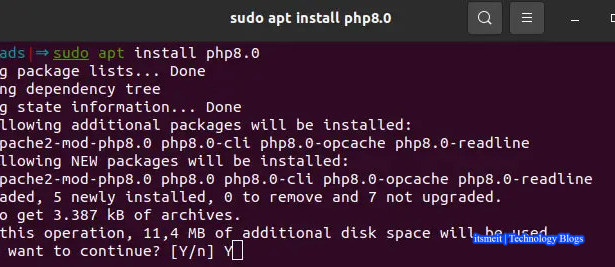 sudo apt install php8.0
ads|⇒sudo apt install php8.0
g package lists... Done
ng dependency tree
g state information... Done
llowing additional packages will be installed:
pache2-mod-php8.0 php8.0-cli php8.0-opcache php8.0-readline
llowing NEW packages will be installed:
pache2-mod-php8.0 php8.0 php8.0-cli php8.0-opcache php8.0-readline
aded, 5 newly installed, 0 to remove and 7 not upgraded.
o get 3.387 kB of archives.
this operation, 11,4 MB of additional disk space will be used.
itsmeit | Technology Blogs
want to continue? [Y/n] Y